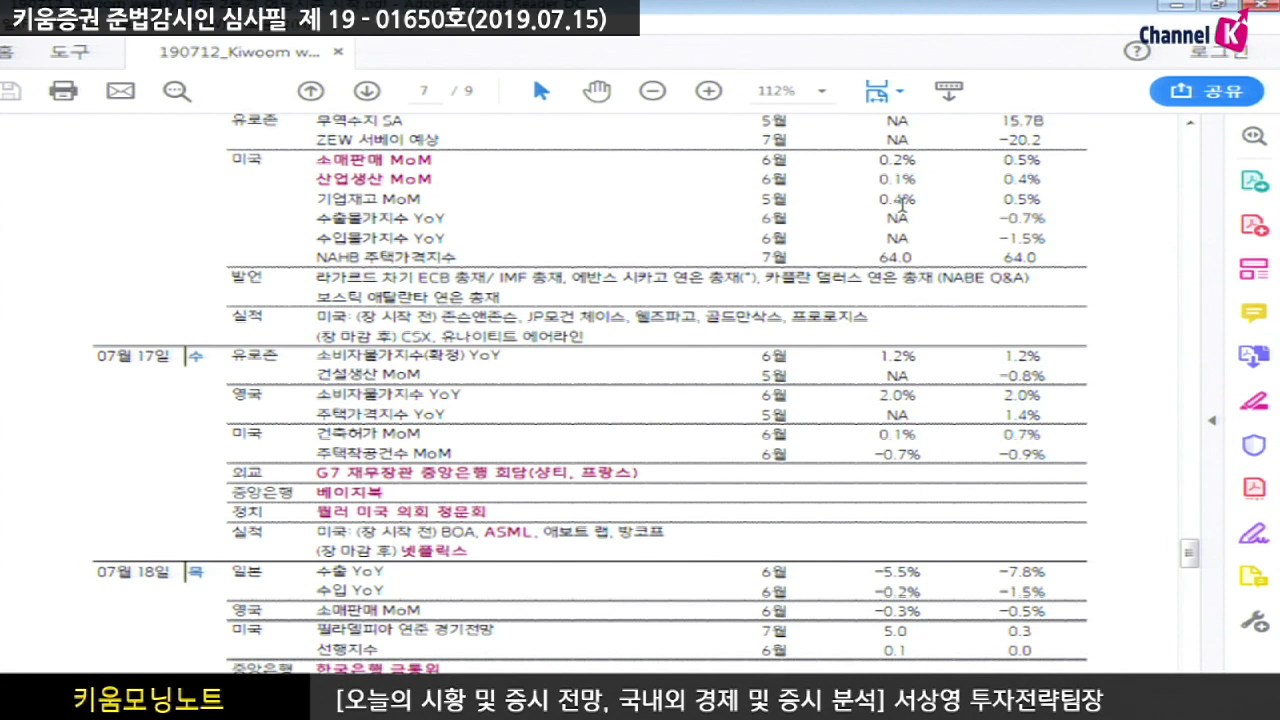 키움증권 준법감시인 심사필 제 19 - 01650호(2019.07.15)
Channel K
홈 도구 190712_Kiwoom w... × ? 로그인
7 / 9 112% 공유
유로존 무역수지 SA 5월 NA 15.7B
ZEW 서베이 예상 7월 NA -20.2
미국 소매판매 MoM 6월 0.2% 0.5%
산업생산 MoM 6월 0.1% 0.4%
기업재고 MoM 5월 0.4% 0.5%
수출물가지수 YoY 6월 NA -0.7%
수입물가지수 YoY 6월 NA -1.5%
NAHB 주택가격지수 7월 64.0 64.0
발언 라가르드 차기 ECB 총재/ IMF 총재, 에반스 시카고 연은 총재(*), 카플란 댈러스 연은 총재 (NABE Q&A)
보스틱 애탈란타 연은 총재
실적 미국: (장 시작 전) 존슨앤존슨, JP모건 체이스, 웰즈파고, 골드만삭스, 프로로지스
(장 마감 후) CSX, 유나이티드 에어라인
07월 17일 수 유로존 소비자물가지수(확정) YoY 6월 1.2% 1.2%
건설생산 MoM 5월 NA -0.8%
영국 소비자물가지수 YoY 6월 2.0% 2.0%
주택가격지수 YoY 5월 NA 1.4%
미국 건축허가 MoM 6월 0.1% 0.7%
주택착공건수 MoM 6월 -0.7% -0.9%
외교 G7 재무장관 중앙은행 회담(샹티, 프랑스)
중앙은행 베이지북
정치 뮬러 미국 의회 청문회
실적 미국: (장 시작 전) BOA, ASML, 애보트 랩, 방코프
(장 마감 후) 넷플릭스
07월 18일 목 일본 수출 YoY 6월 -5.5% -7.8%
수입 YoY 6월 -0.2% -1.5%
영국 소매판매 MoM 6월 -0.3% -0.5%
미국 필라델피아 연준 경기전망 7월 5.0 0.3
선행지수 6월 0.1 0.0
중앙은행 한국은행 금통위
키움모닝노트 [오늘의 시황 및 증시 전망, 국내외 경제 및 증시 분석] 서상영 투자전략팀장